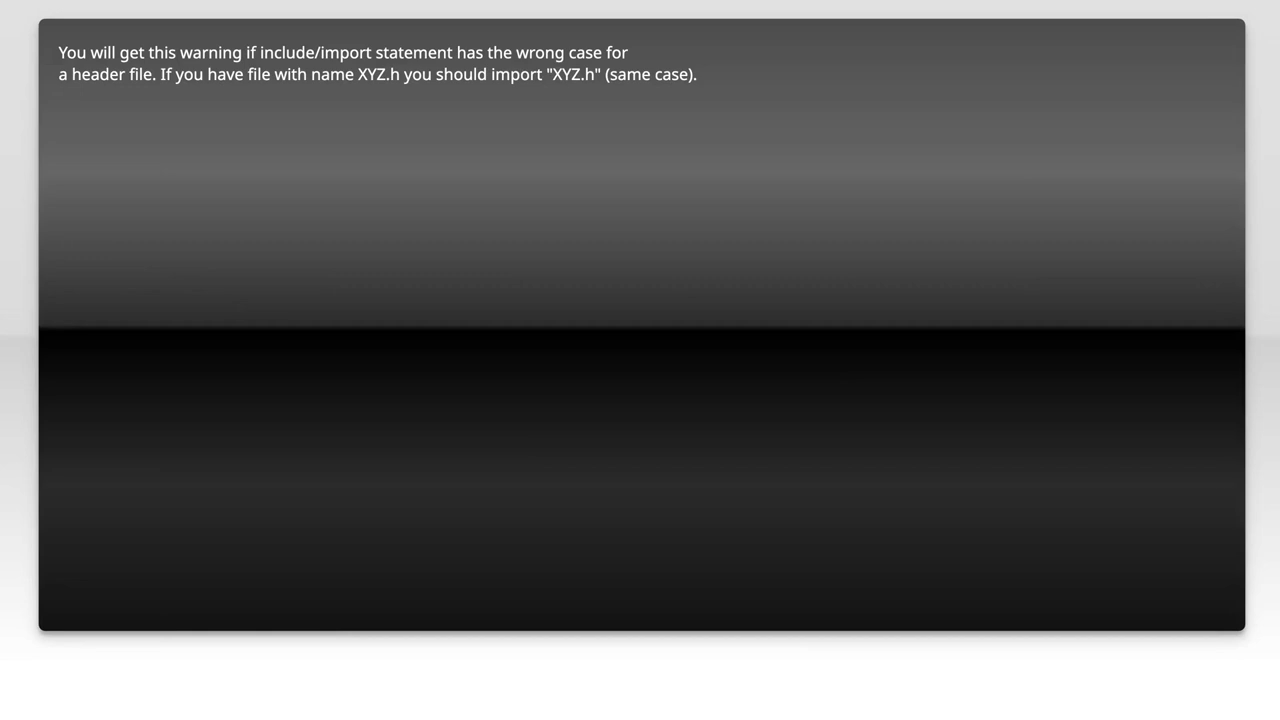 You will get this warning if include/import statement has the wrong case for
a header file. If you have file with name XYZ.h you should import "XYZ.h" (same case).